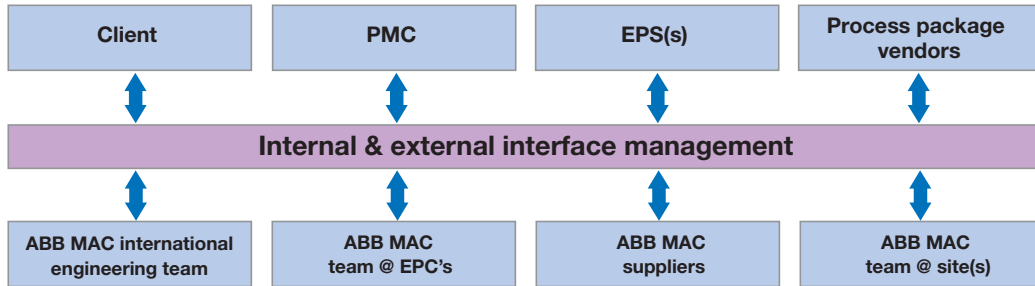 Client
PMC
EPS(s)
Process package
vendors
Internal & external interface management
ABB MAC international
engineering team
ABB MAC
team @ EPC's
ABB MAC
suppliers
ABB MAC
team @ site(s)